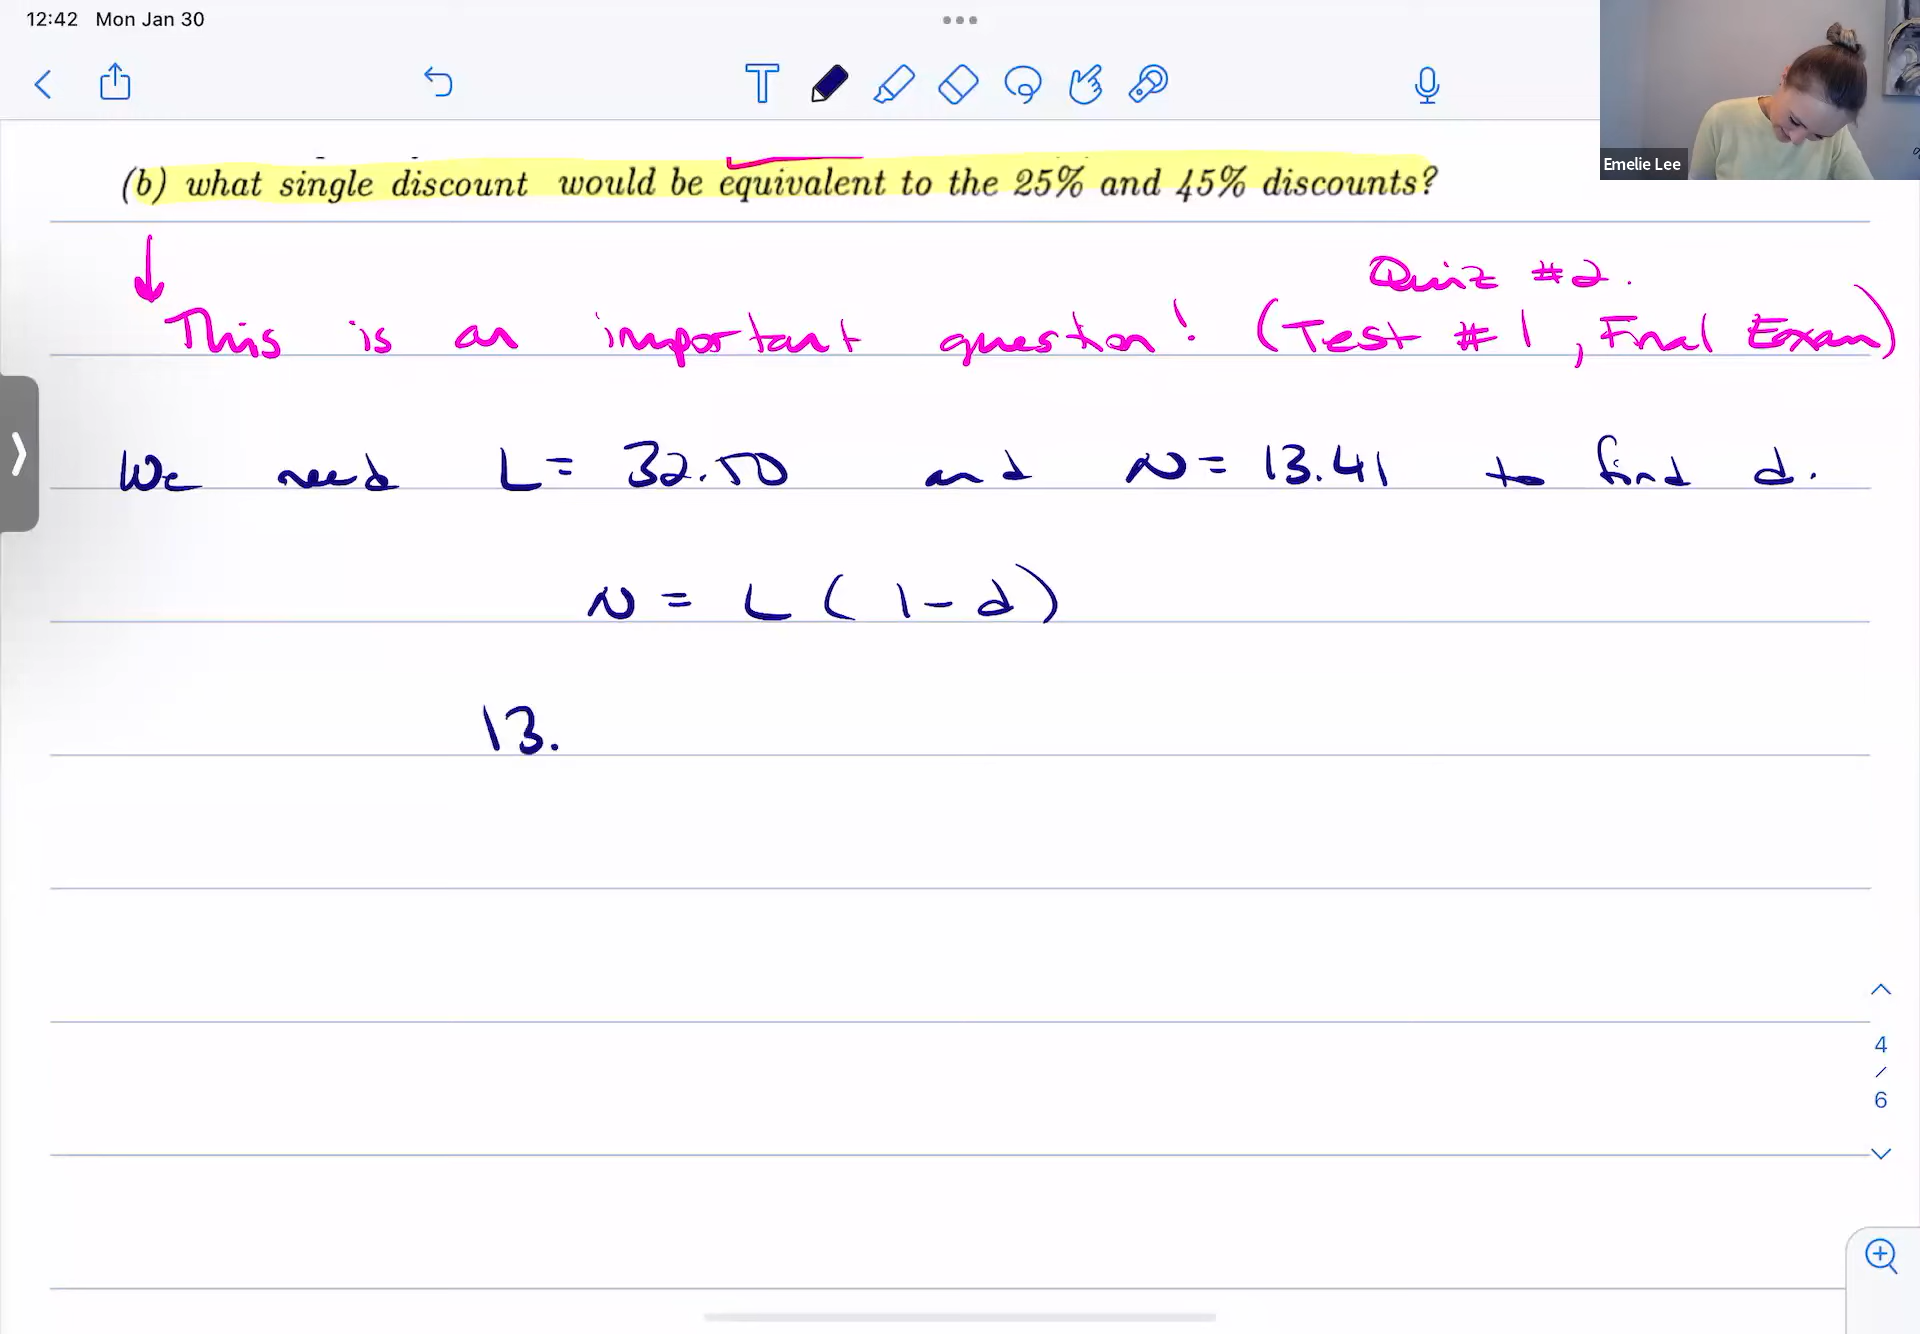 12:42 Mon Jan 30
T
Emelie Lee
(b) what single discount would be equivalent to the 25% and 45% discounts?
Quiz #2.
This is an important question! (Test #1, Final Exam)
We need L = 32.50 and N = 13.41 to find d.
N = L (1-d)
13.
4
/
6